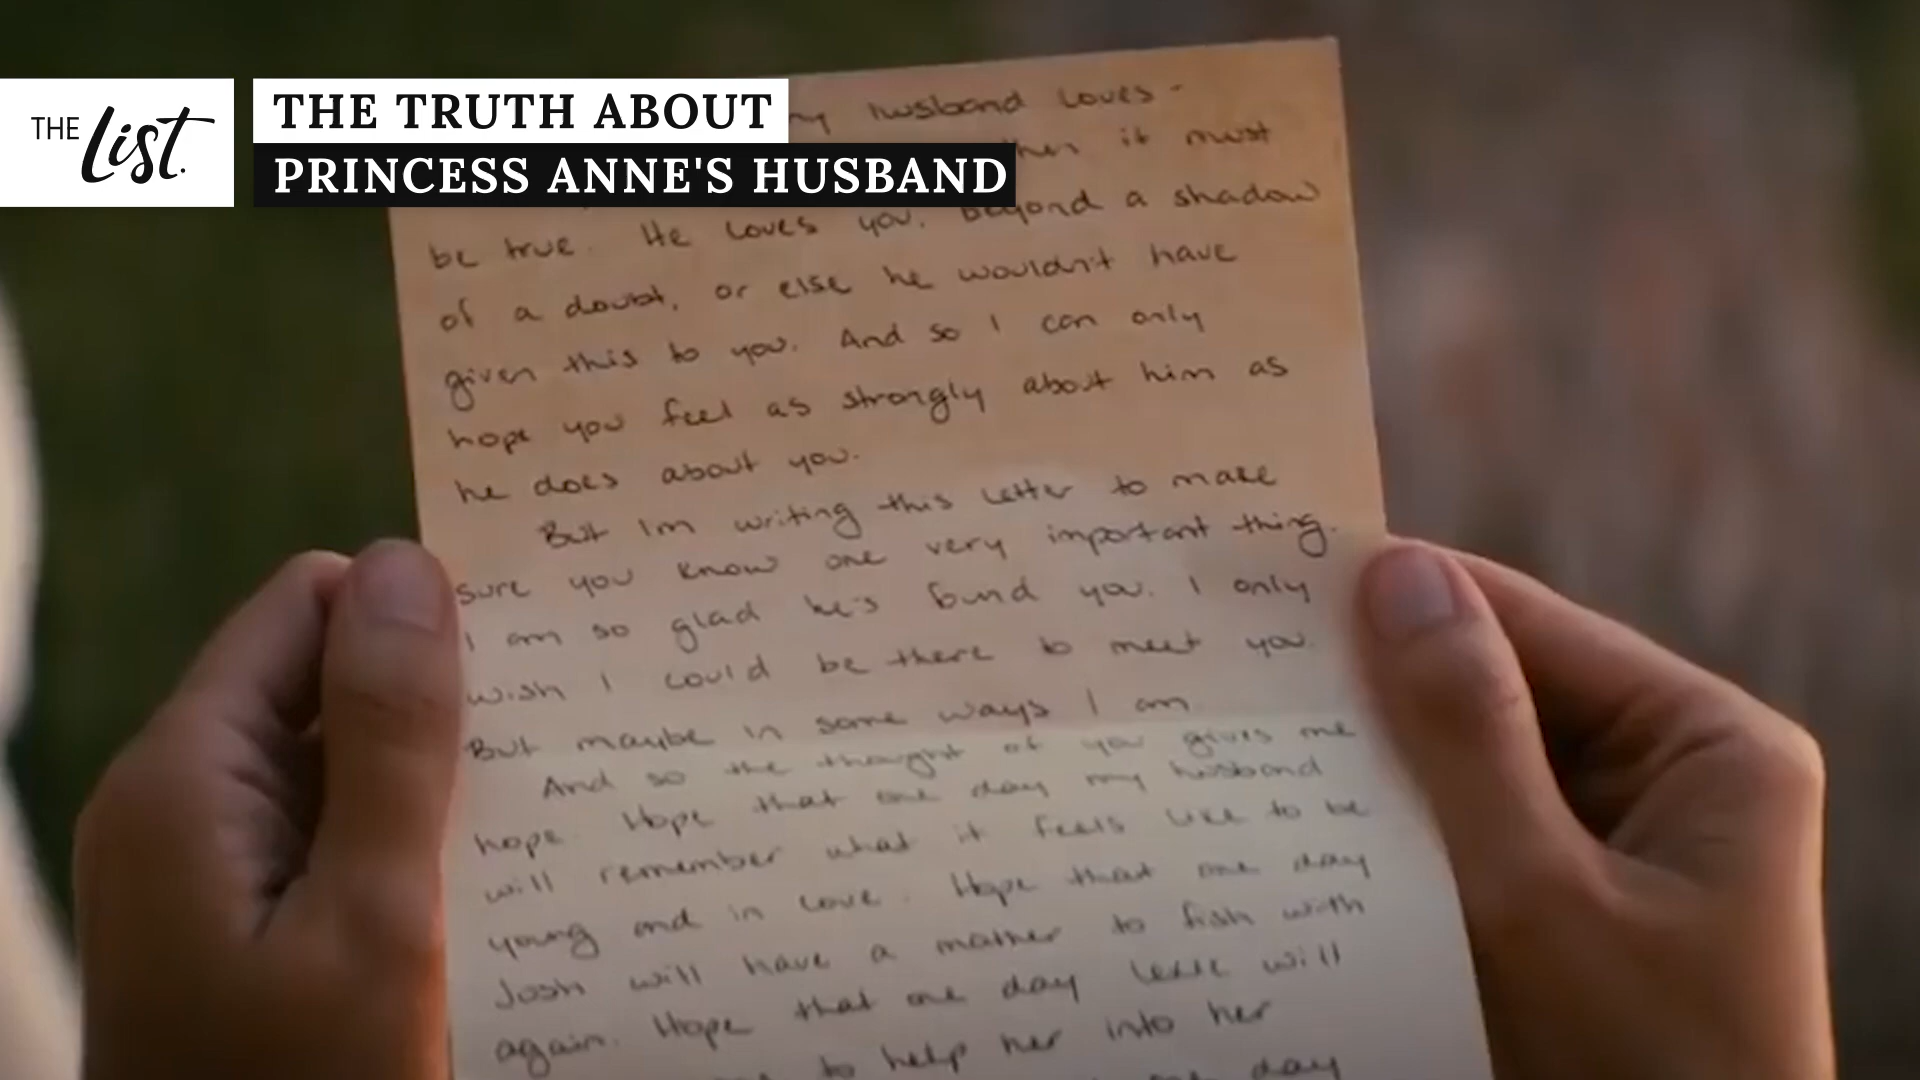 THE List.
THE TRUTH ABOUT
PRINCESS ANNE'S HUSBAND
my husband loves-
then it must
be true. He loves you. Beyond a shadow
of a doubt, or else he wouldn't have
given this to you. And so I can only
hope you feel as strongly about him as
he does about you.
But Im writing this letter to make
sure you know one very important thing.
I am so glad he's found you. I only
wish I could be there to meet you.
But maybe in some ways I am
And so the thought of you gives me
hope. Hope that one day my husband
will remember what it feels like to be
young and in love. Hope that one day
Josh will have a mother to fish with
again. Hope that one day Lexie will
to help her into her
one day